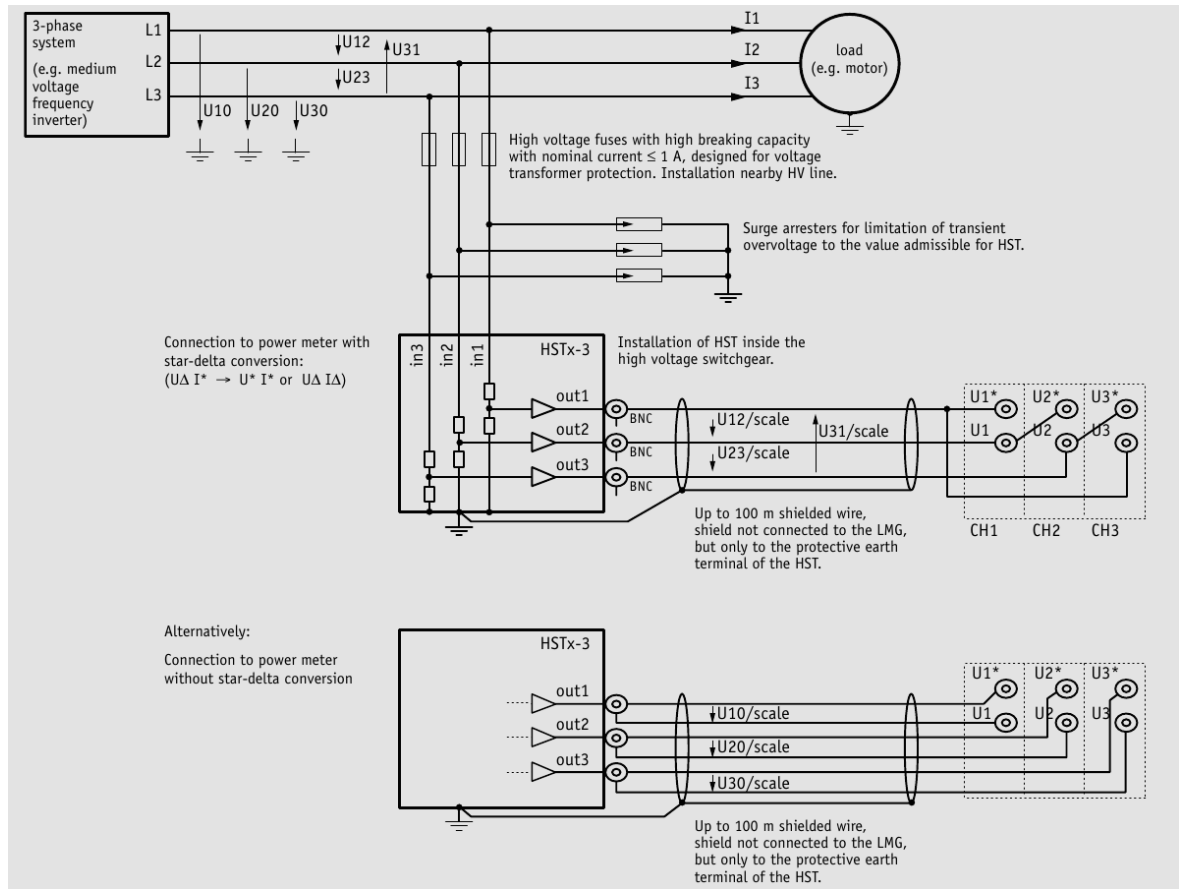 3-phase
system
(e.g. medium
voltage
frequency
inverter)
L1
L2
L3
U12
U31
U23
U10
U20
U30
I1
I2
I3
load
(e.g. motor)
High voltage fuses with high breaking capacity
with nominal current ≤ 1 A, designed for voltage
transformer protection. Installation nearby HV line.
Surge arresters for limitation of transient
overvoltage to the value admissible for HST.
Connection to power meter with
star-delta conversion:
(UΔ I* → U* I* or UΔ IΔ)
in3
in2
in1
HSTx-3
Installation of HST inside the
high voltage switchgear.
out1
out2
out3
BNC
BNC
BNC
U12/scale
U23/scale
U31/scale
U1*
U2*
U3*
U1
U2
U3
CH1
CH2
CH3
Up to 100 m shielded wire,
shield not connected to the LMG,
but only to the protective earth
terminal of the HST.
Alternatively:
Connection to power meter
without star-delta conversion
HSTx-3
out1
out2
out3
U10/scale
U20/scale
U30/scale
U1*
U2*
U3*
U1
U2
U3
Up to 100 m shielded wire,
shield not connected to the LMG,
but only to the protective earth
terminal of the HST.